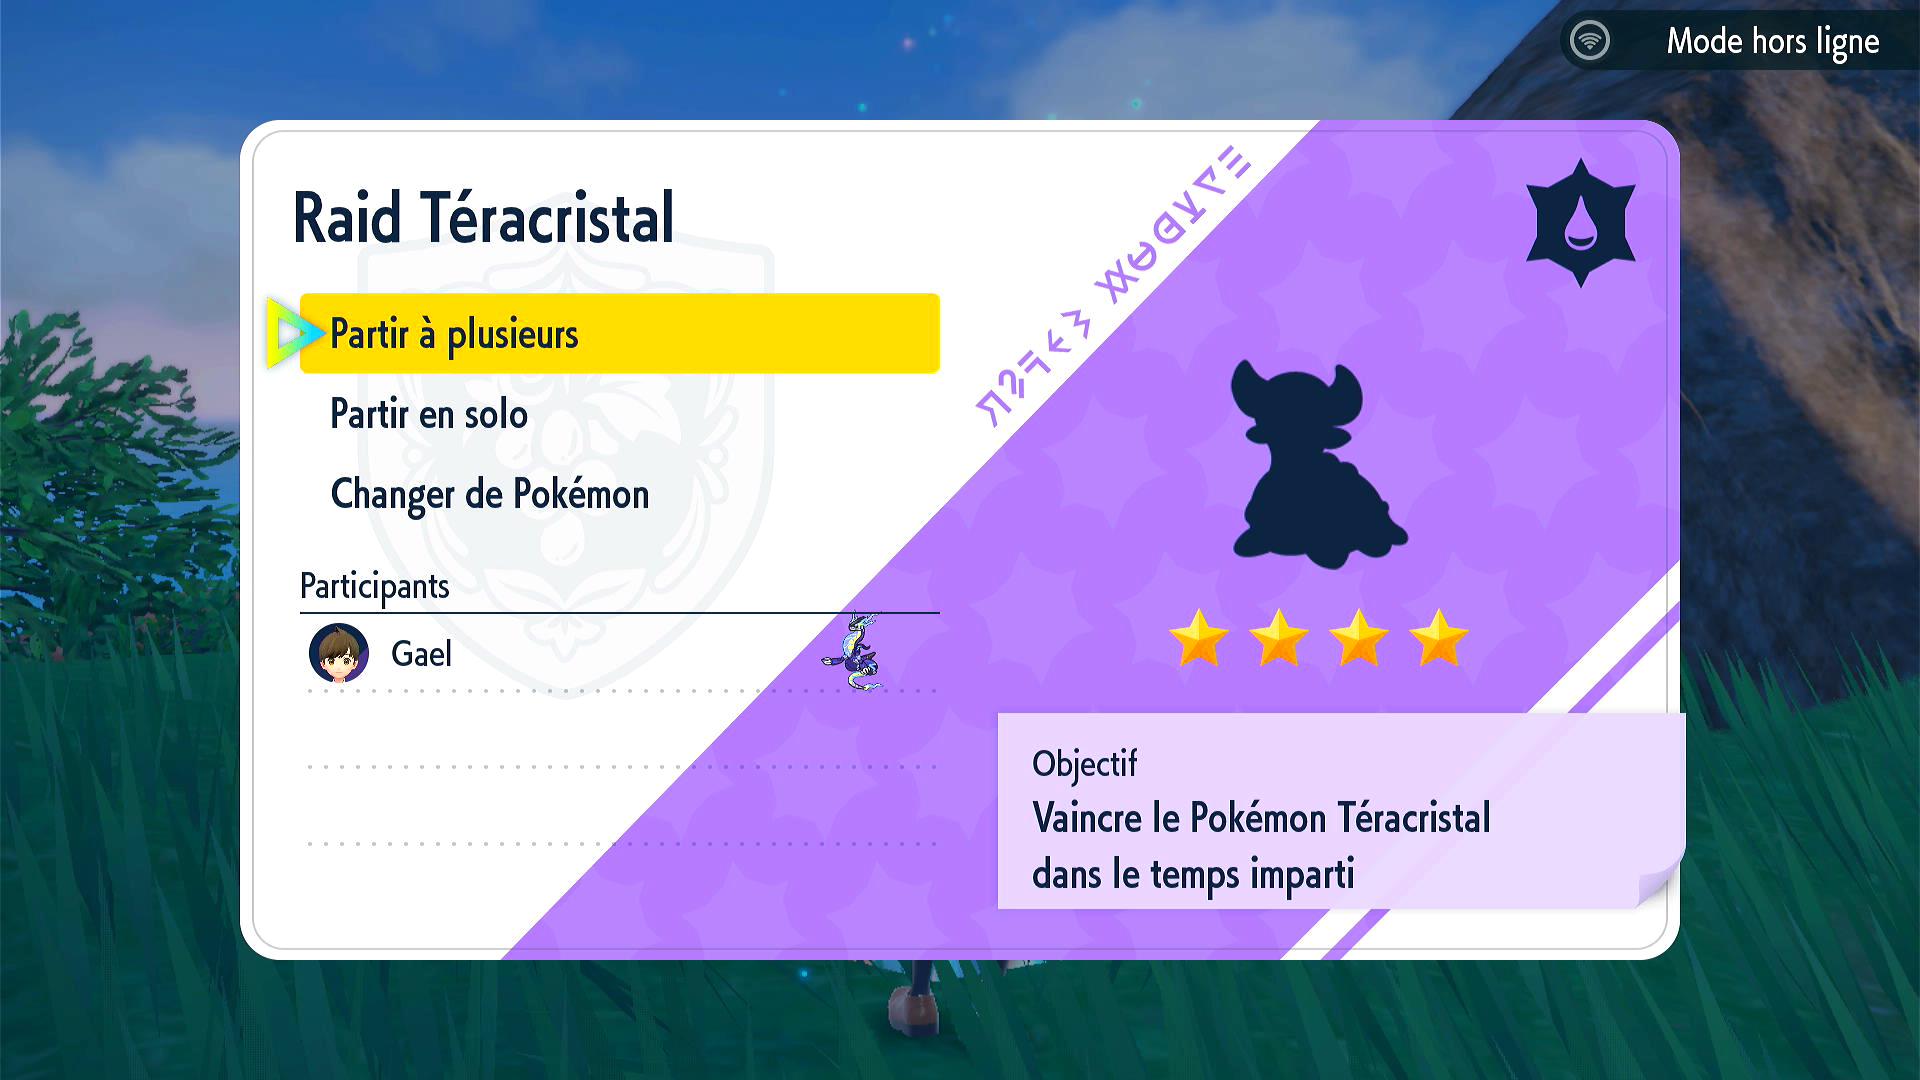 Mode hors ligne
Raid Téracristal
Partir à plusieurs
Partir en solo
Changer de Pokémon
Participants
Gael
Objectif
Vaincre le Pokémon Téracristal
dans le temps imparti